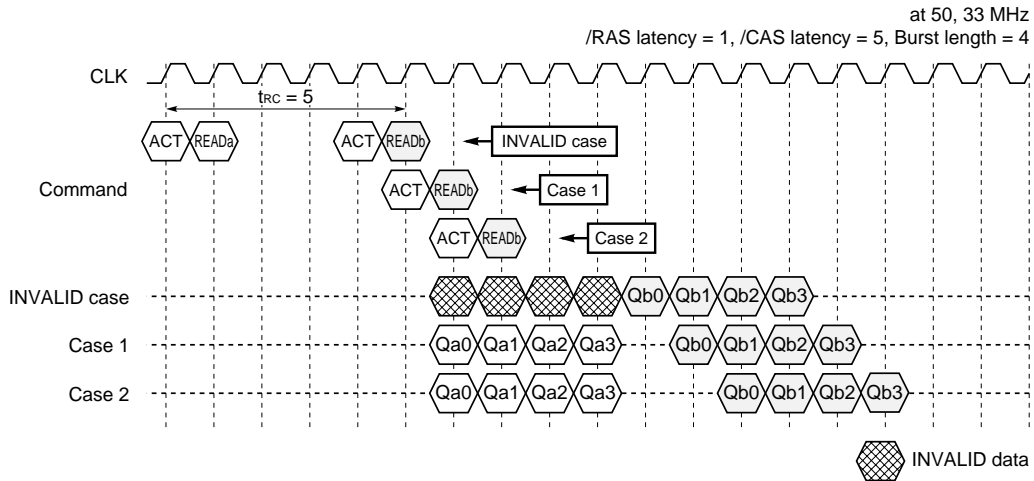 at 50, 33 MHz
/RAS latency = 1, /CAS latency = 5, Burst length = 4
CLK
tRC = 5
ACT READa ACT READb INVALID case
Command ACT READb Case 1
ACT READb Case 2
INVALID case Qb0 Qb1 Qb2 Qb3
Case 1 Qa0 Qa1 Qa2 Qa3 Qb0 Qb1 Qb2 Qb3
Case 2 Qa0 Qa1 Qa2 Qa3 Qb0 Qb1 Qb2 Qb3
INVALID data